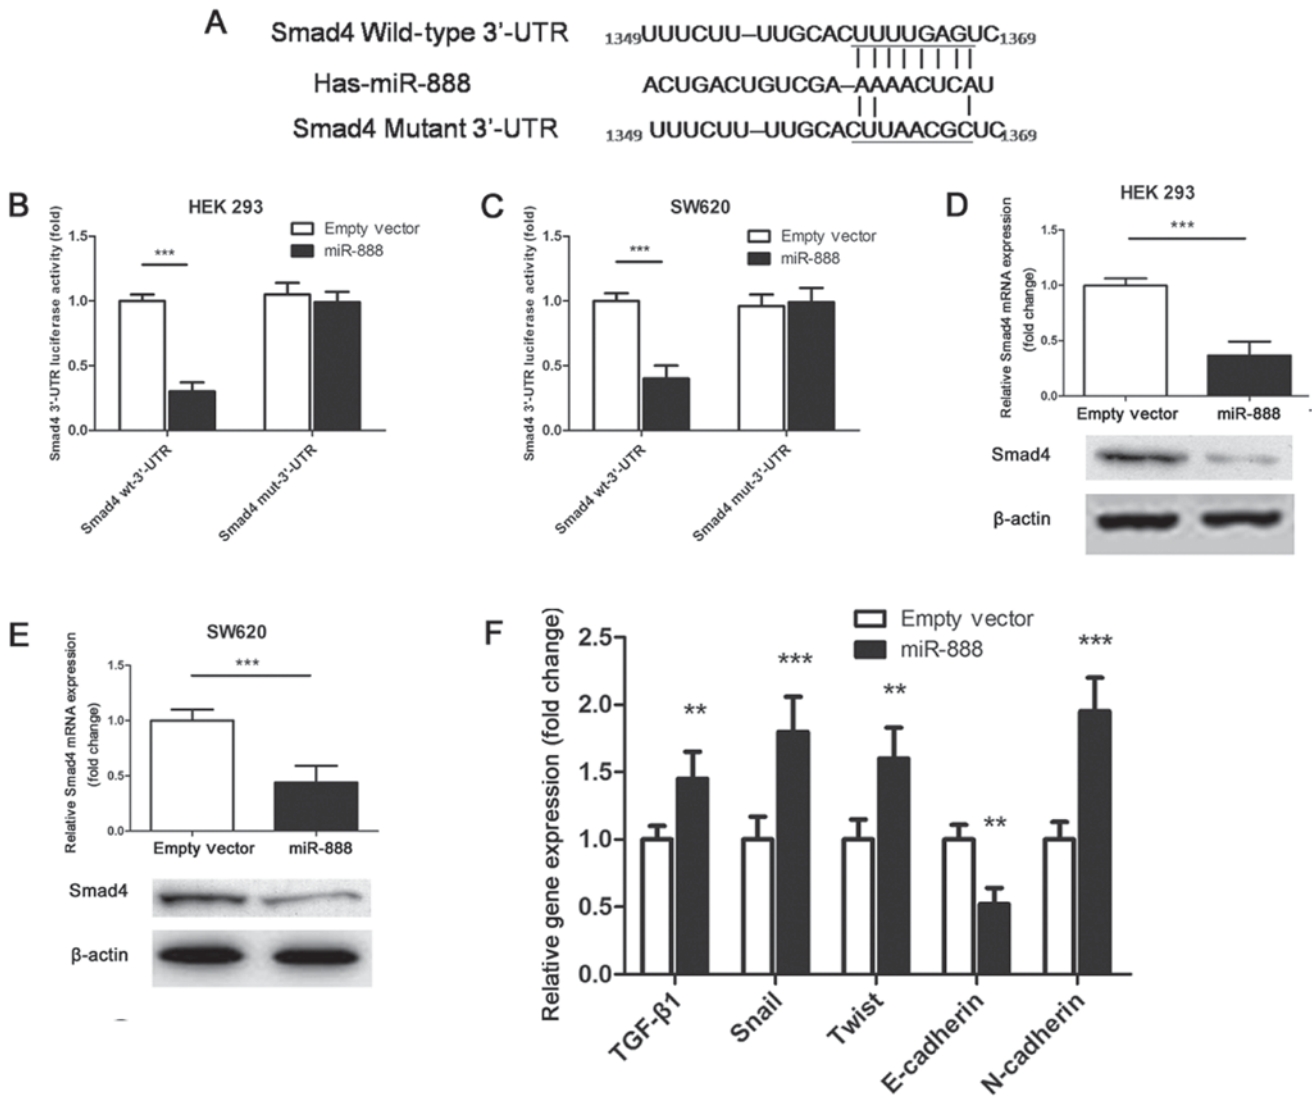 A
Smad4 Wild-type 3'-UTR 1349UUUCUU–UUGCACUUUUGAGUC1369
Has-miR-888 ACUGACUGUCGA–AAAACUCAU
Smad4 Mutant 3'-UTR 1349 UUUCUU–UUGCACUUAACGCUC1369
B
HEK 293
Empty vector
miR-888
Smad4 3'-UTR luciferase activity (fold)
1.5
1.0
0.5
0.0
***
Smad4 wt-3'-UTR
Smad4 mut-3'-UTR
C
SW620
Empty vector
miR-888
Smad4 3'-UTR luciferase activity (fold)
1.5
1.0
0.5
0.0
***
Smad4 wt-3'-UTR
Smad4 mut-3'-UTR
D
HEK 293
Relative Smad4 mRNA expression
(fold change)
1.5
1.0
0.5
0.0
***
Empty vector miR-888
Smad4
β-actin
E
SW620
Relative Smad4 mRNA expression
(fold change)
1.5
1.0
0.5
0.0
***
Empty vector miR-888
Smad4
β-actin
F
Empty vector
miR-888
Relative gene expression (fold change)
2.5
2.0
1.5
1.0
0.5
0.0
**
***
**
**
***
TGF-β1
Snail
Twist
E-cadherin
N-cadherin